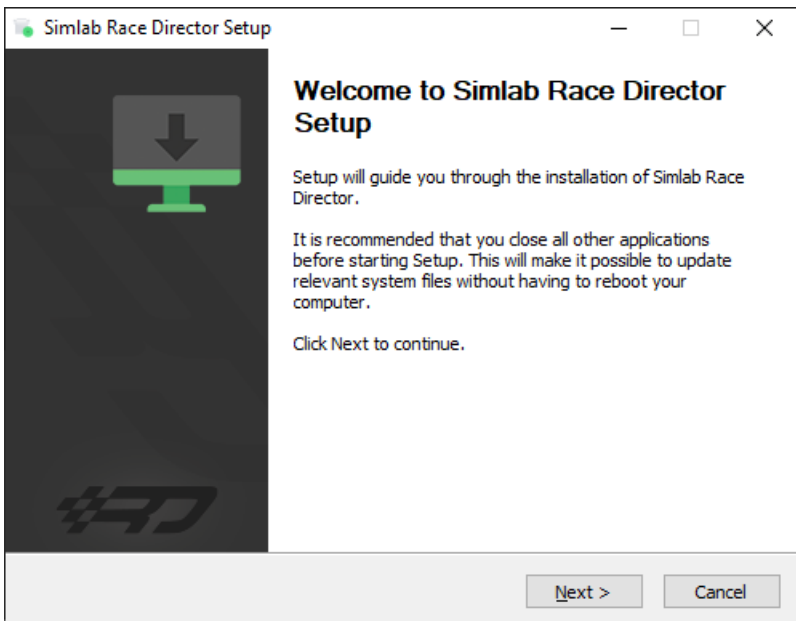 Simlab Race Director Setup
Welcome to Simlab Race Director
Setup
Setup will guide you through the installation of Simlab Race
Director.
It is recommended that you close all other applications
before starting Setup. This will make it possible to update
relevant system files without having to reboot your
computer.
Click Next to continue.
RD
Next >
Cancel